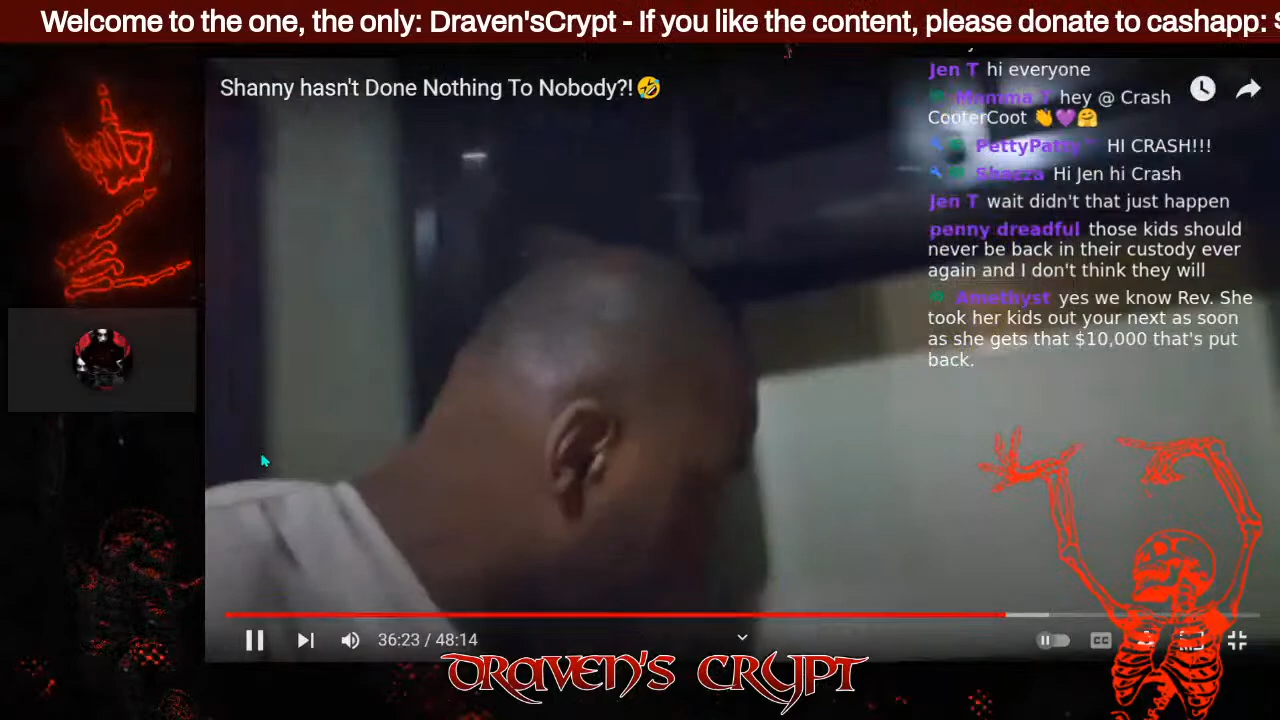 Welcome to the one, the only: Draven'sCrypt - If you like the content, please donate to cashapp:
Shanny hasn't Done Nothing To Nobody?!🤣
Jen T hi everyone
Mamma T hey @ Crash
CooterCoot 👋💜🤗
PettyPatty HI CRASH!!!
Shazza Hi Jen hi Crash
Jen T wait didn't that just happen
penny dreadful those kids should
never be back in their custody ever
again and I don't think they will
Amethyst yes we know Rev. She
took her kids out your next as soon
as she gets that $10,000 that's put
back.
36:23 / 48:14
CC
DRAVEN'S CRYPT